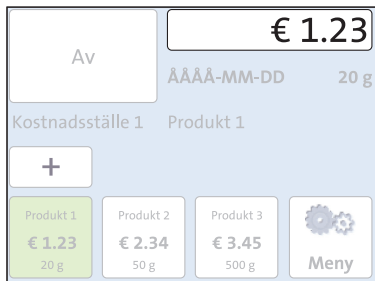 Av
€ 1.23
ÅÅÅÅ-MM-DD 20 g
Kostnadsställe 1 Produkt 1
+
Produkt 1 Produkt 2 Produkt 3
€ 1.23 € 2.34 € 3.45
20 g 50 g 500 g Meny